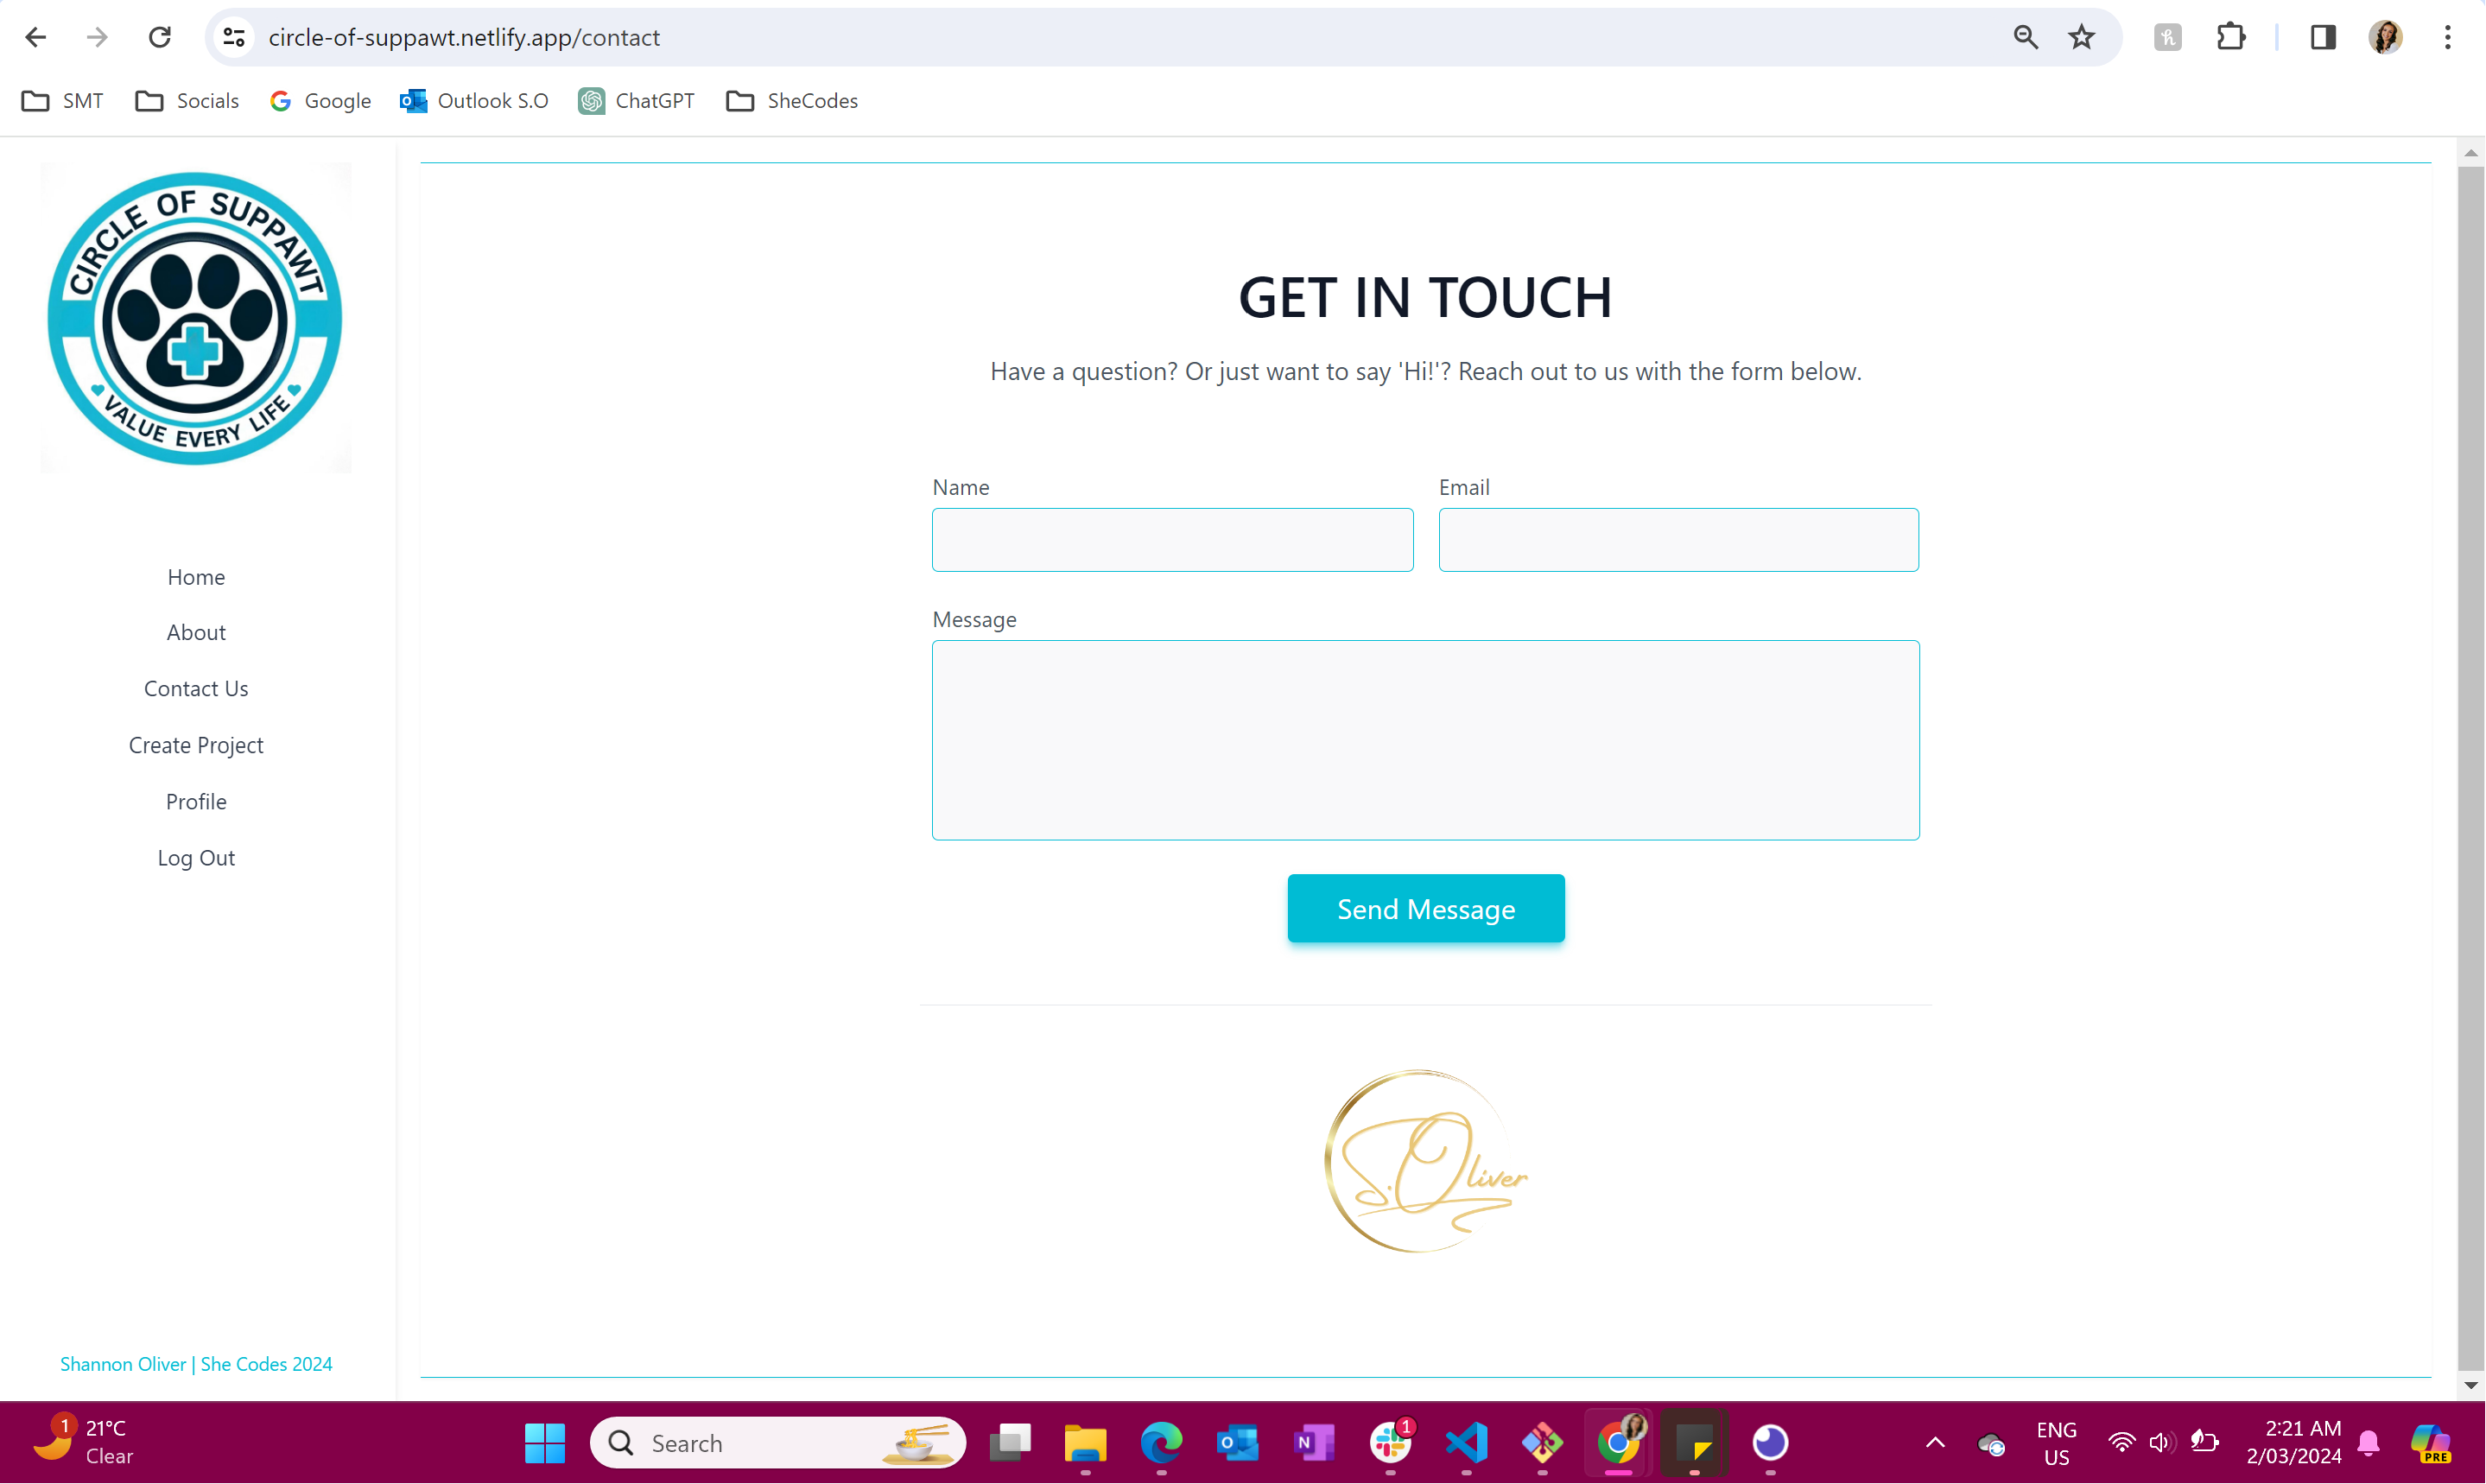 circle-of-suppawt.netlify.app/contact
SMT Socials Google Outlook S.O ChatGPT SheCodes
CIRCLE OF SUPPAWT
VALUE EVERY LIFE
Home
About
Contact Us
Create Project
Profile
Log Out
Shannon Oliver | She Codes 2024
GET IN TOUCH
Have a question? Or just want to say 'Hi!'? Reach out to us with the form below.
Name Email
Message
Send Message
S.Oliver
1 21°C
Clear
Search
1
ENG
US
2:21 AM
2/03/2024
PRE